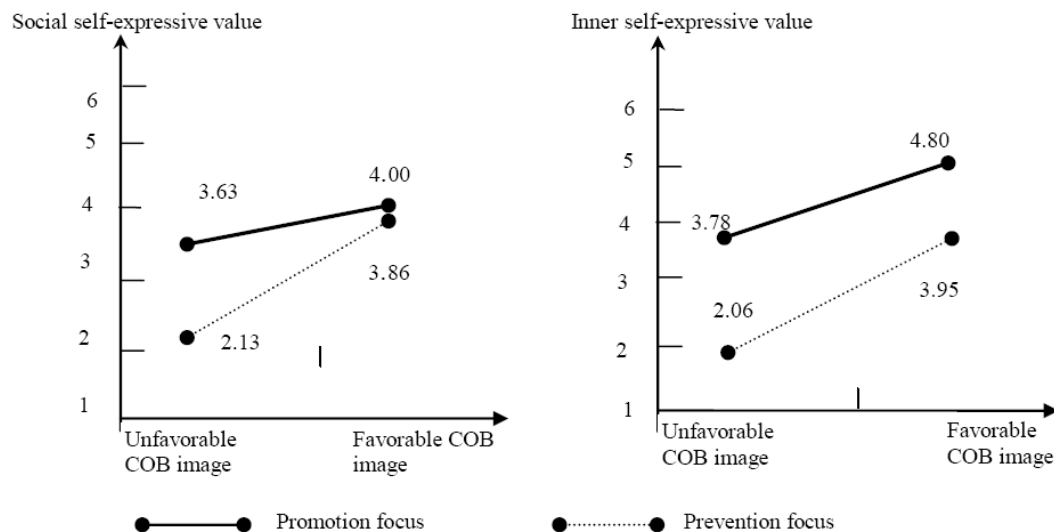 Social self-expressive value
6
5
4
3
2
1
3.63
4.00
3.86
2.13
Unfavorable
COB image
Favorable COB
image
Inner self-expressive value
6
5
4
3
2
1
4.80
3.78
3.95
2.06
Unfavorable
COB image
Favorable
COB image
Promotion focus
Prevention focus